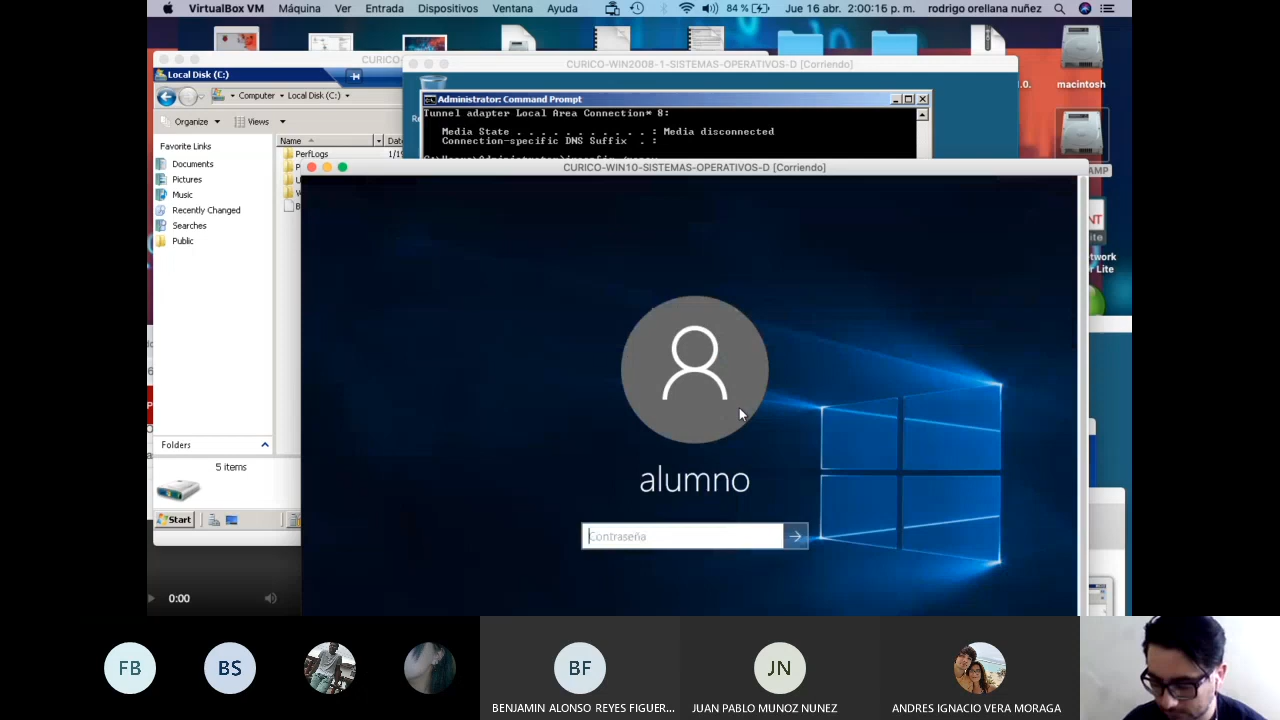 VirtualBox VM Máquina Ver Entrada Dispositivos Ventana Ayuda 84 % Jue 16 abr. 2:00:16 p. m. rodrigo orellana nuñez
macintosh
CURICO-WIN2008-1-SISTEMAS-OPERATIVOS-D [Corriendo]
Local Disk (C:)
Computer Local Disk (C:)
Organize Views
Favorite Links
Documents
Pictures
Music
Recently Changed
Searches
Public
Folders
5 items
Start
0:00
Name
PerfLogs 1/19
Administrator: Command Prompt
Tunnel adapter Local Area Connection* 8:
Media State . . . . . . . . . . . : Media disconnected
Connection-specific DNS Suffix . :
CURICO-WIN10-SISTEMAS-OPERATIVOS-D [Corriendo]
alumno
Contraseña
FB
BS
BF
JN
BENJAMIN ALONSO REYES FIGUER...
JUAN PABLO MUNOZ NUNEZ
ANDRES IGNACIO VERA MORAGA